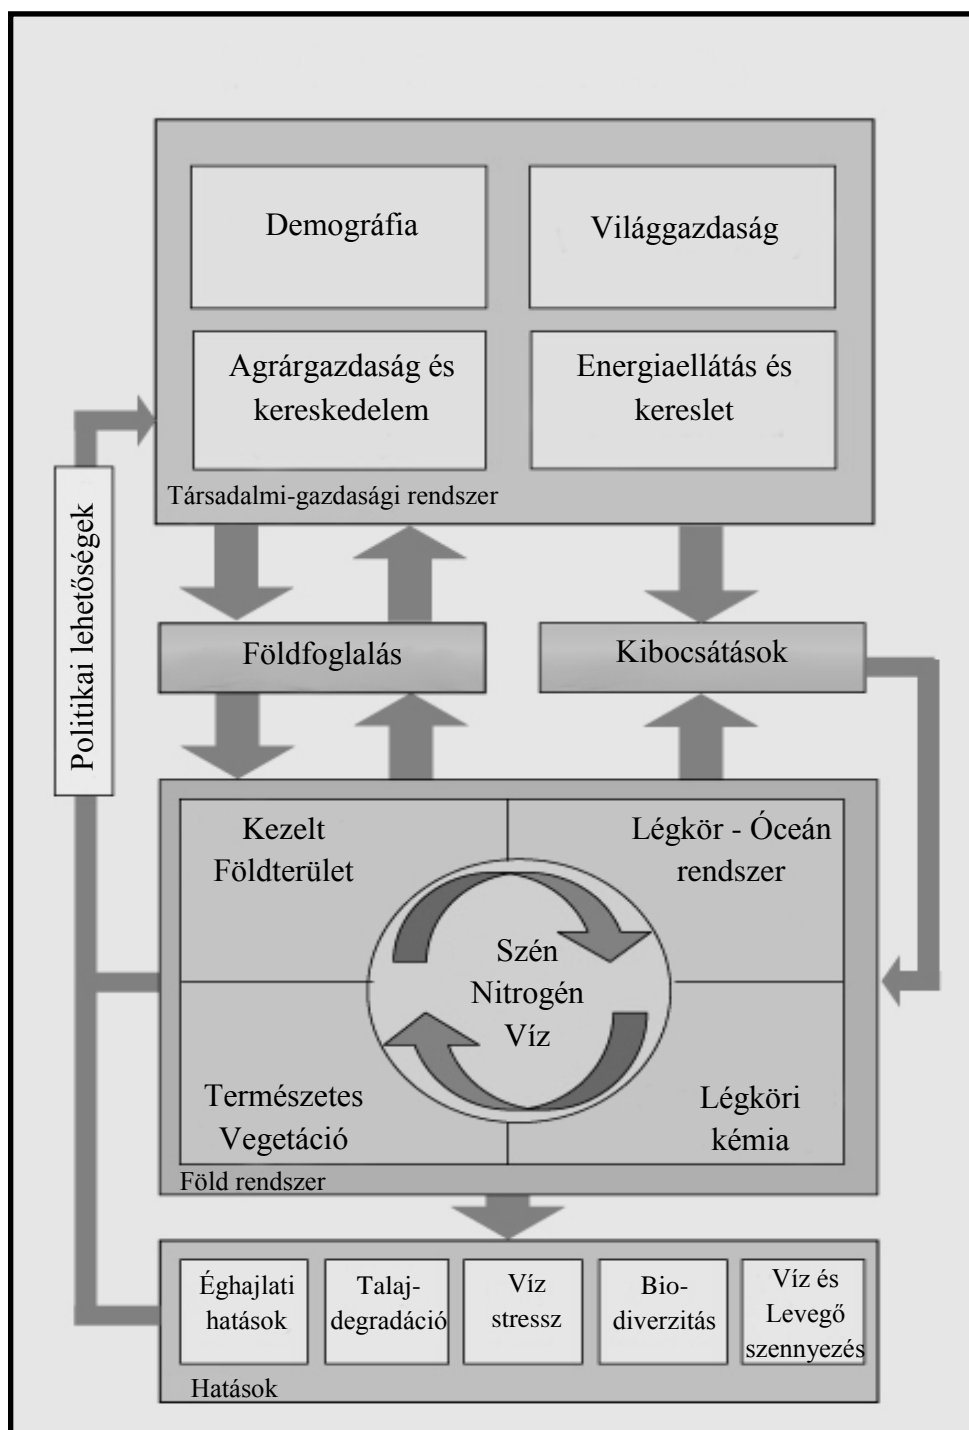 Demográfia
Világgazdaság
Agrárgazdaság és
kereskedelem
Energiaellátás és
kereslet
Társadalmi-gazdasági rendszer
Politikai lehetőségek
Földfoglalás
Kibocsátások
Kezelt
Földterület
Légkör - Óceán
rendszer
Szén
Nitrogén
Víz
Természetes
Vegetáció
Légköri
kémia
Föld rendszer
Éghajlati
hatások
Talaj-
degradáció
Víz
stressz
Bio-
diverzitás
Víz és
Levegő
szennyezés
Hatások